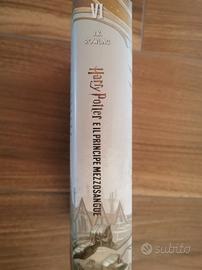 VI
J.K.
ROWLING
Harry Potter
E IL PRINCIPE MEZZOSANGUE
subito